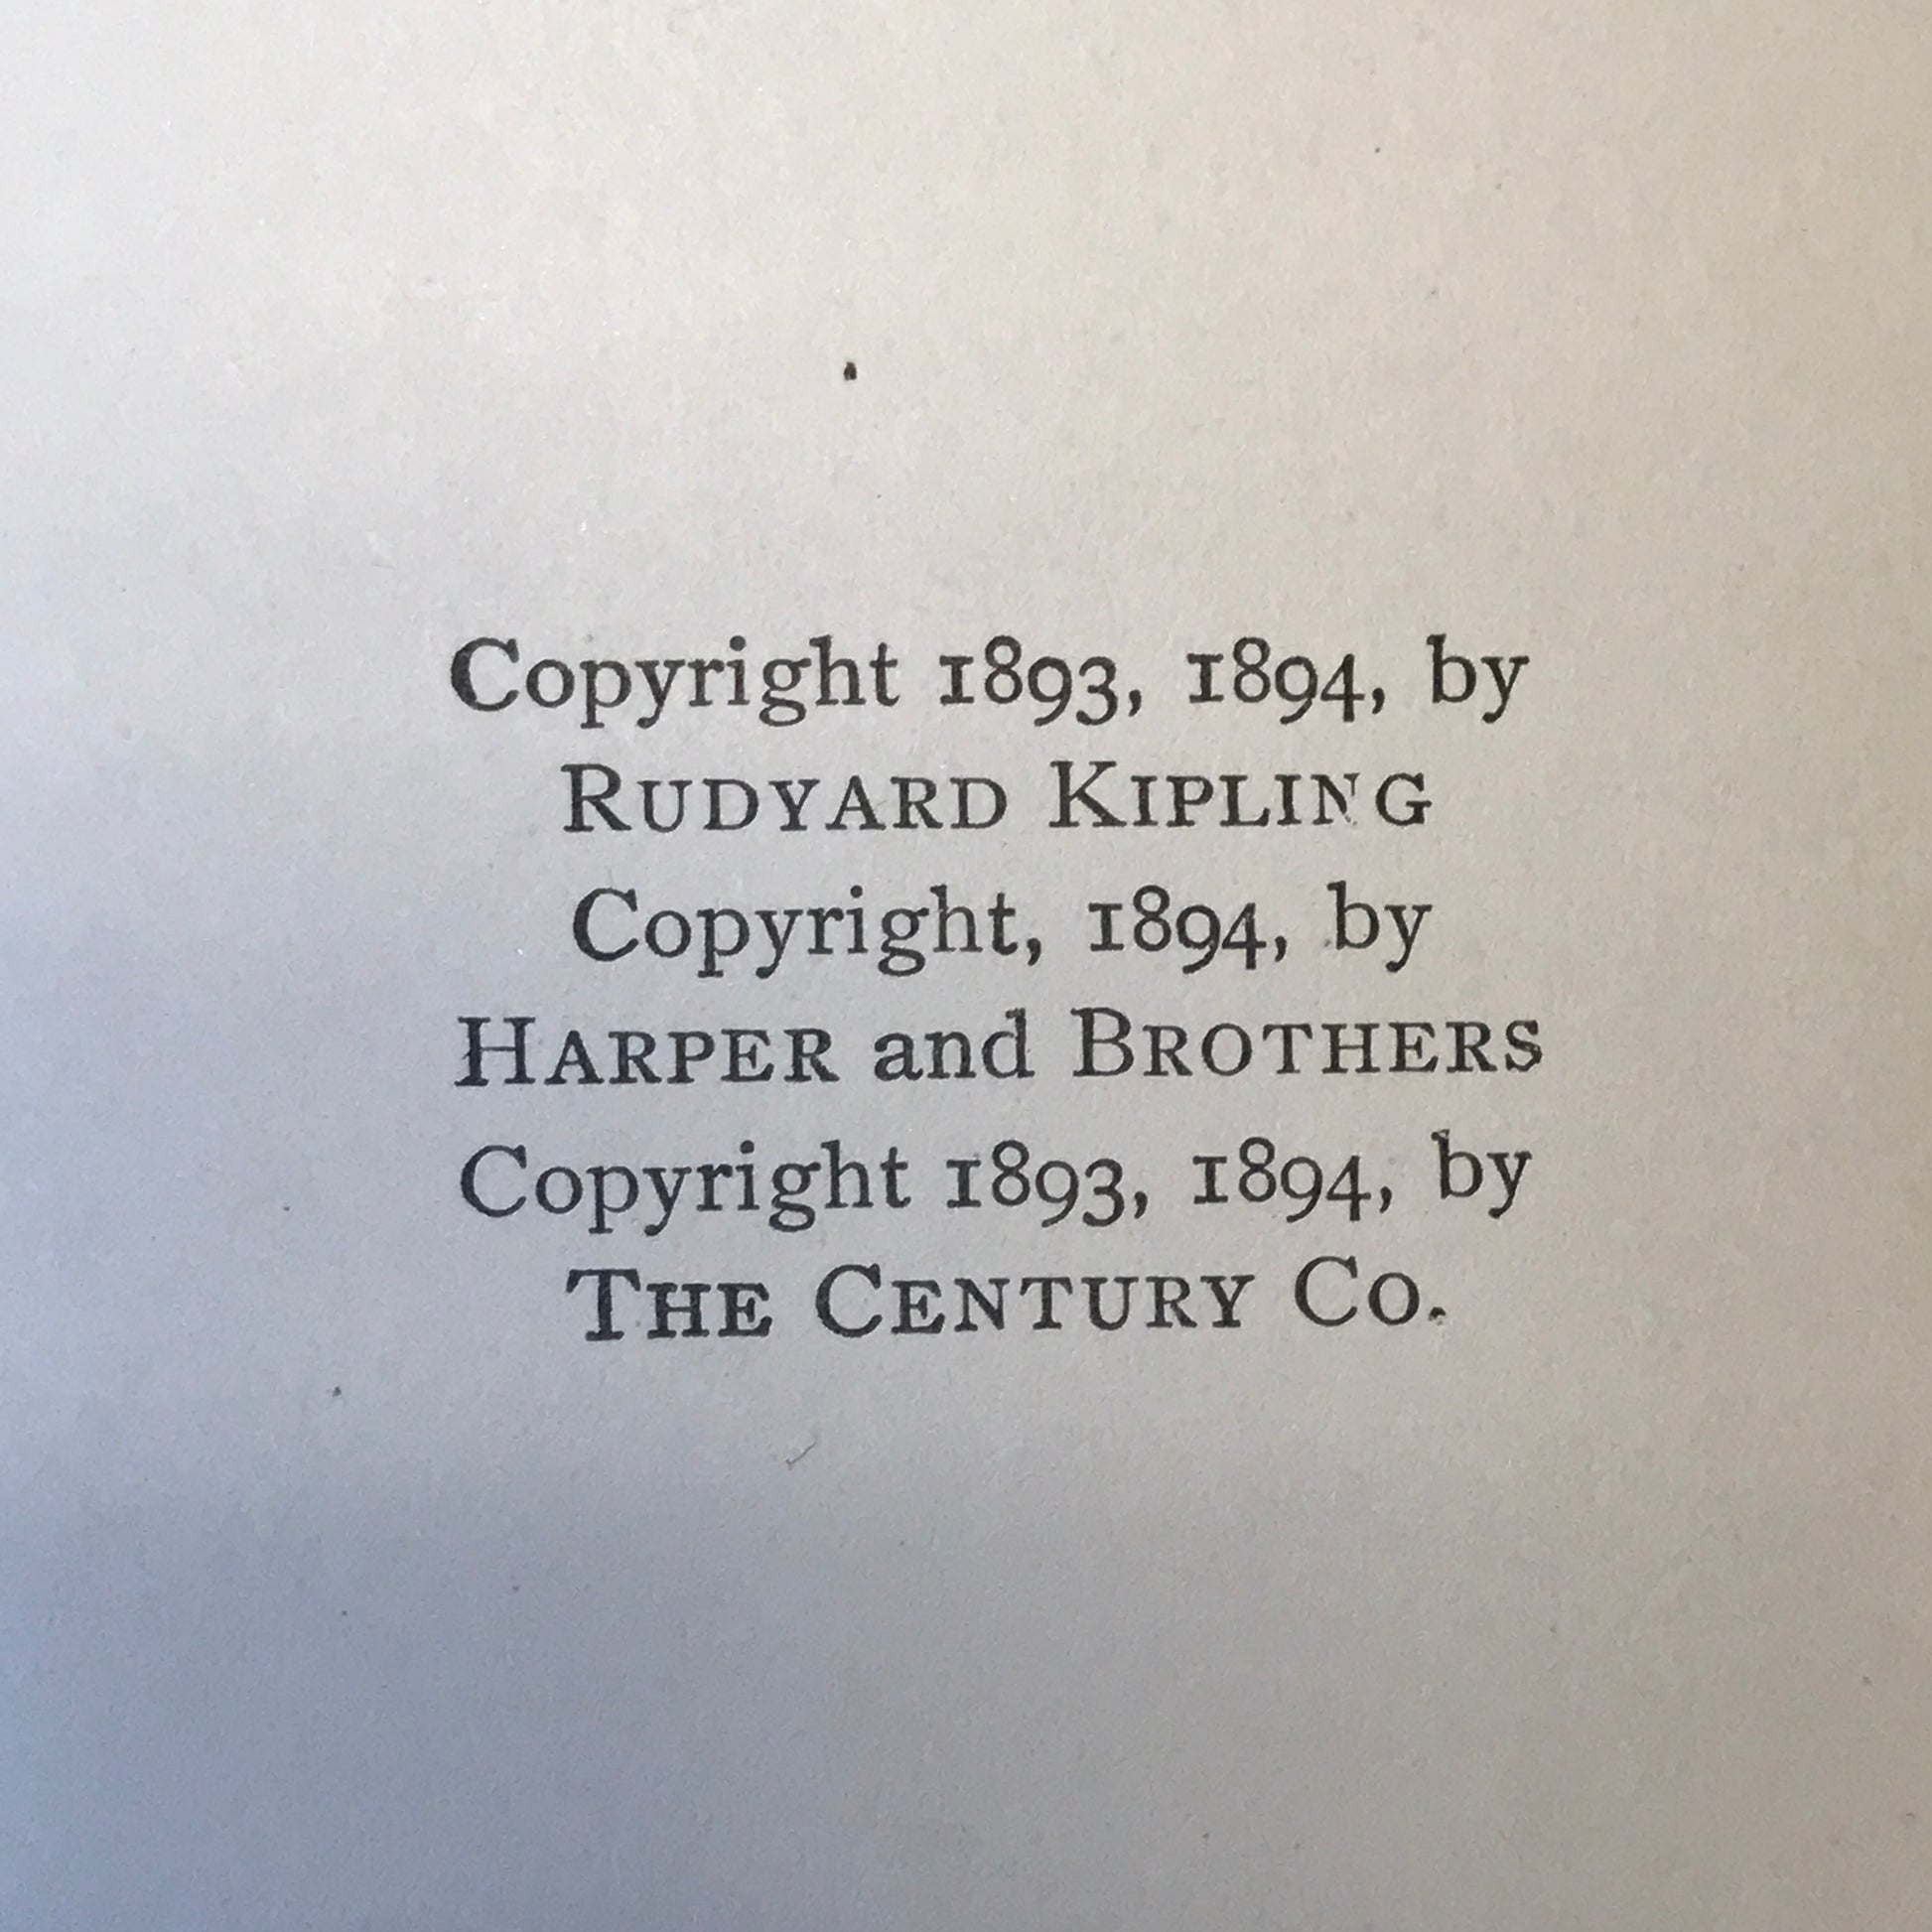 Copyright 1893, 1894, by
RUDYARD KIPLING
Copyright, 1894, by
HARPER and BROTHERS
Copyright 1893, 1894, by
THE CENTURY CO.